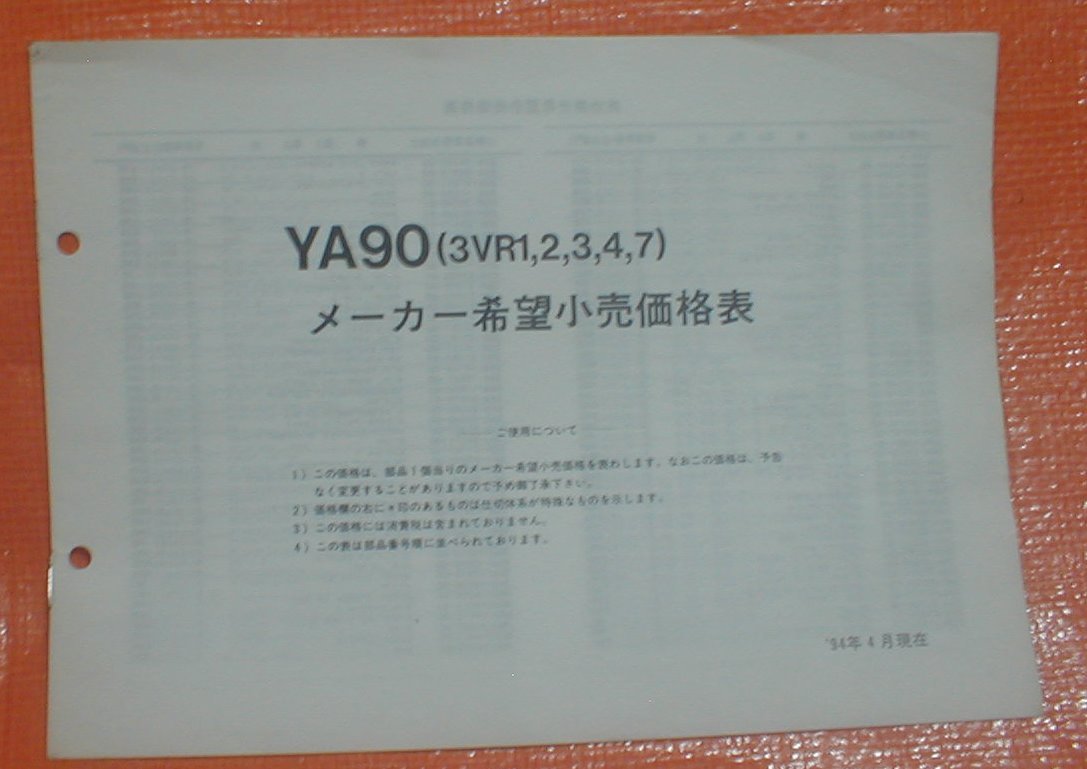 YA90(3VR1,2,3,4,7)
メーカー希望小売価格表
ご使用について
1) この価格は、部品1個当りのメーカー希望小売価格を表わします。なおこの価格は、予告
なく変更することがありますので予め御了承下さい。
2) 価格欄の右に*印のあるものは仕切体系が特殊なものを示します。
3) この価格には消費税は含まれておりません。
4) この表は部品番号順に並べられております。
'94年4月現在